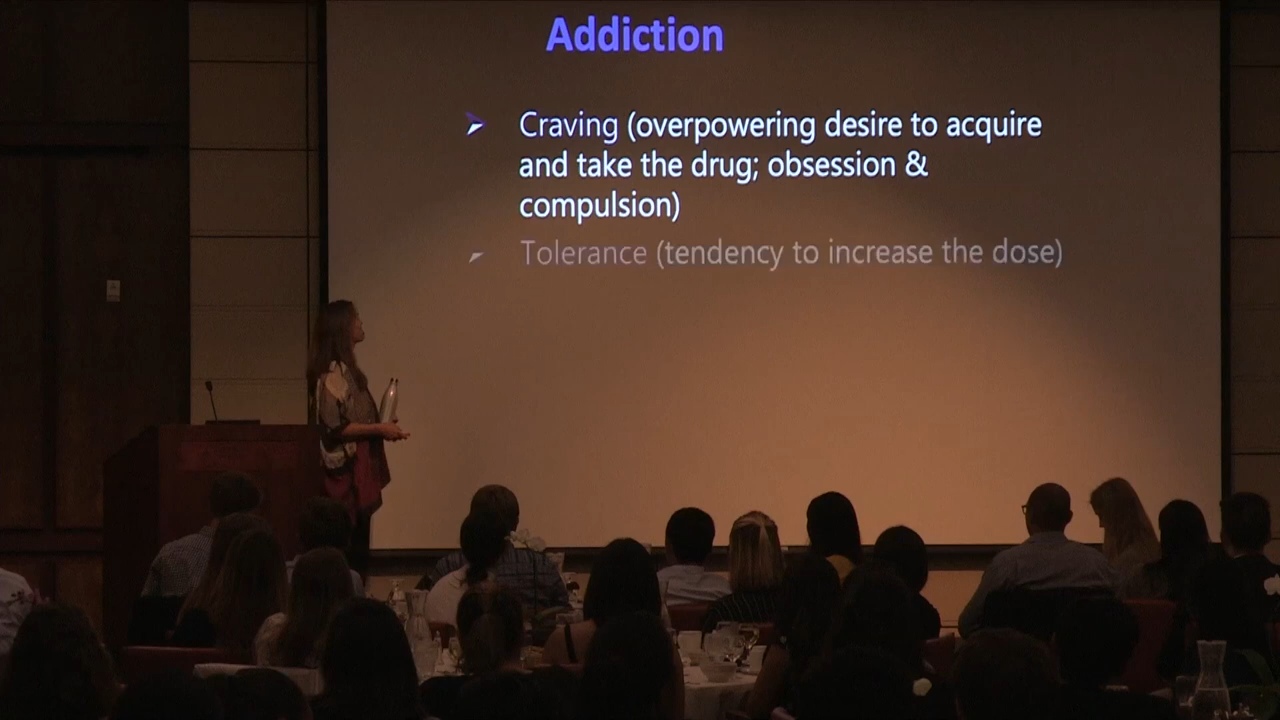 Addiction
Craving (overpowering desire to acquire
and take the drug; obsession &
compulsion)
Tolerance (tendency to increase the dose)